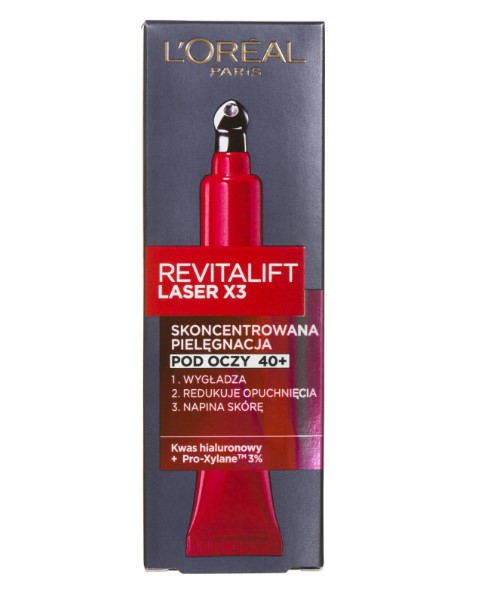 L'ORÉAL
PARIS
REVITALIFT
LASER X3
SKONCENTROWANA
PIELĘGNACJA
POD OCZY 40+
1. WYGŁADZA
2. REDUKUJE OPUCHNIĘCIA
3. NAPINA SKÓRĘ
Kwas hialuronowy
+ Pro-Xylane™ 3%